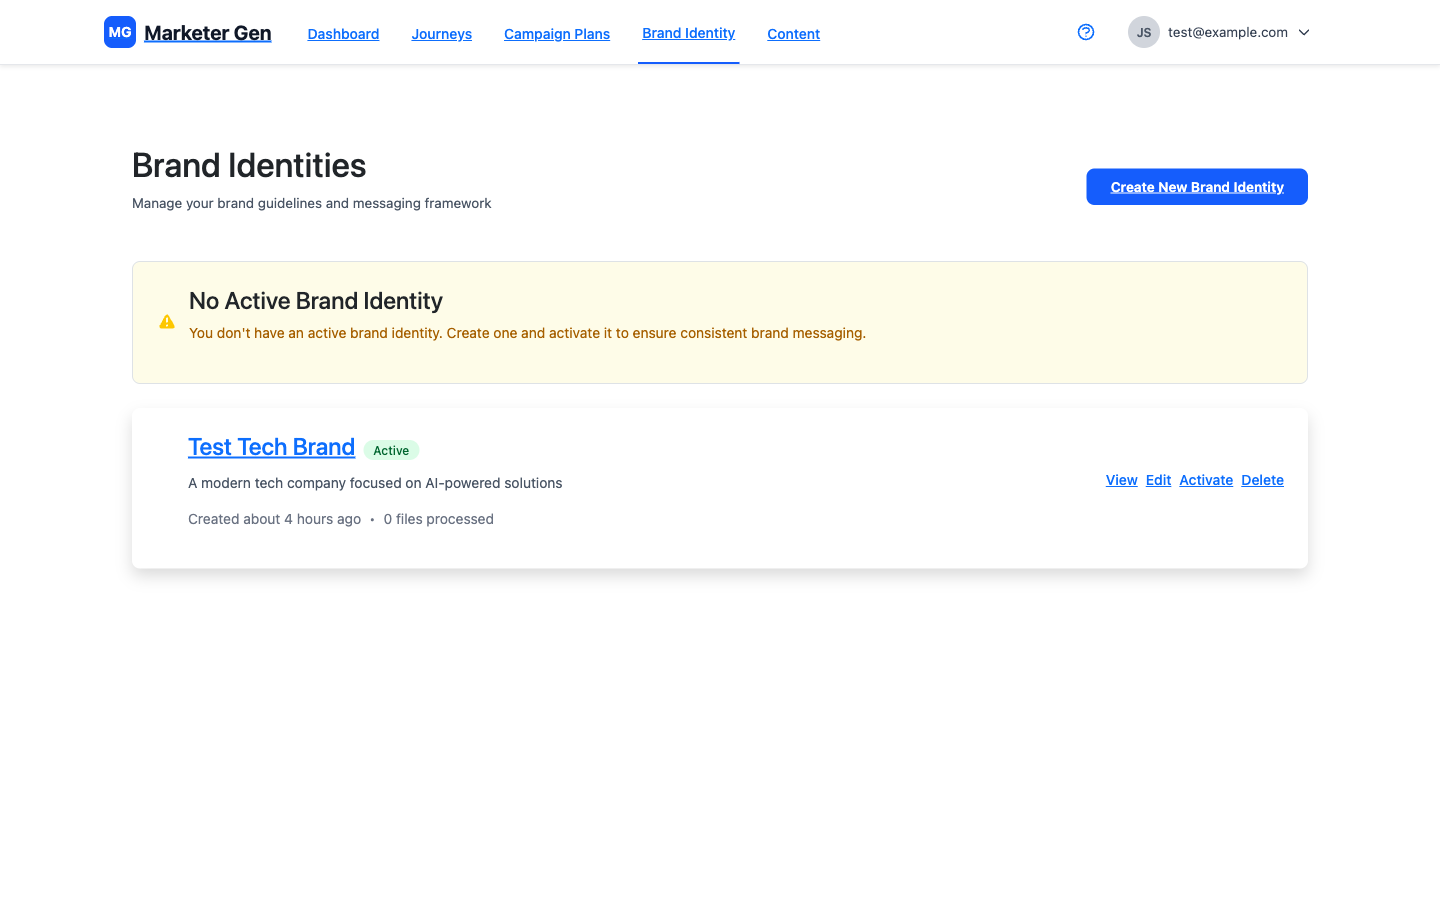 MG Marketer Gen Dashboard Journeys Campaign Plans Brand Identity Content JS test@example.com
Brand Identities
Manage your brand guidelines and messaging framework
Create New Brand Identity
No Active Brand Identity
You don't have an active brand identity. Create one and activate it to ensure consistent brand messaging.
Test Tech Brand Active
A modern tech company focused on AI-powered solutions
View Edit Activate Delete
Created about 4 hours ago • 0 files processed